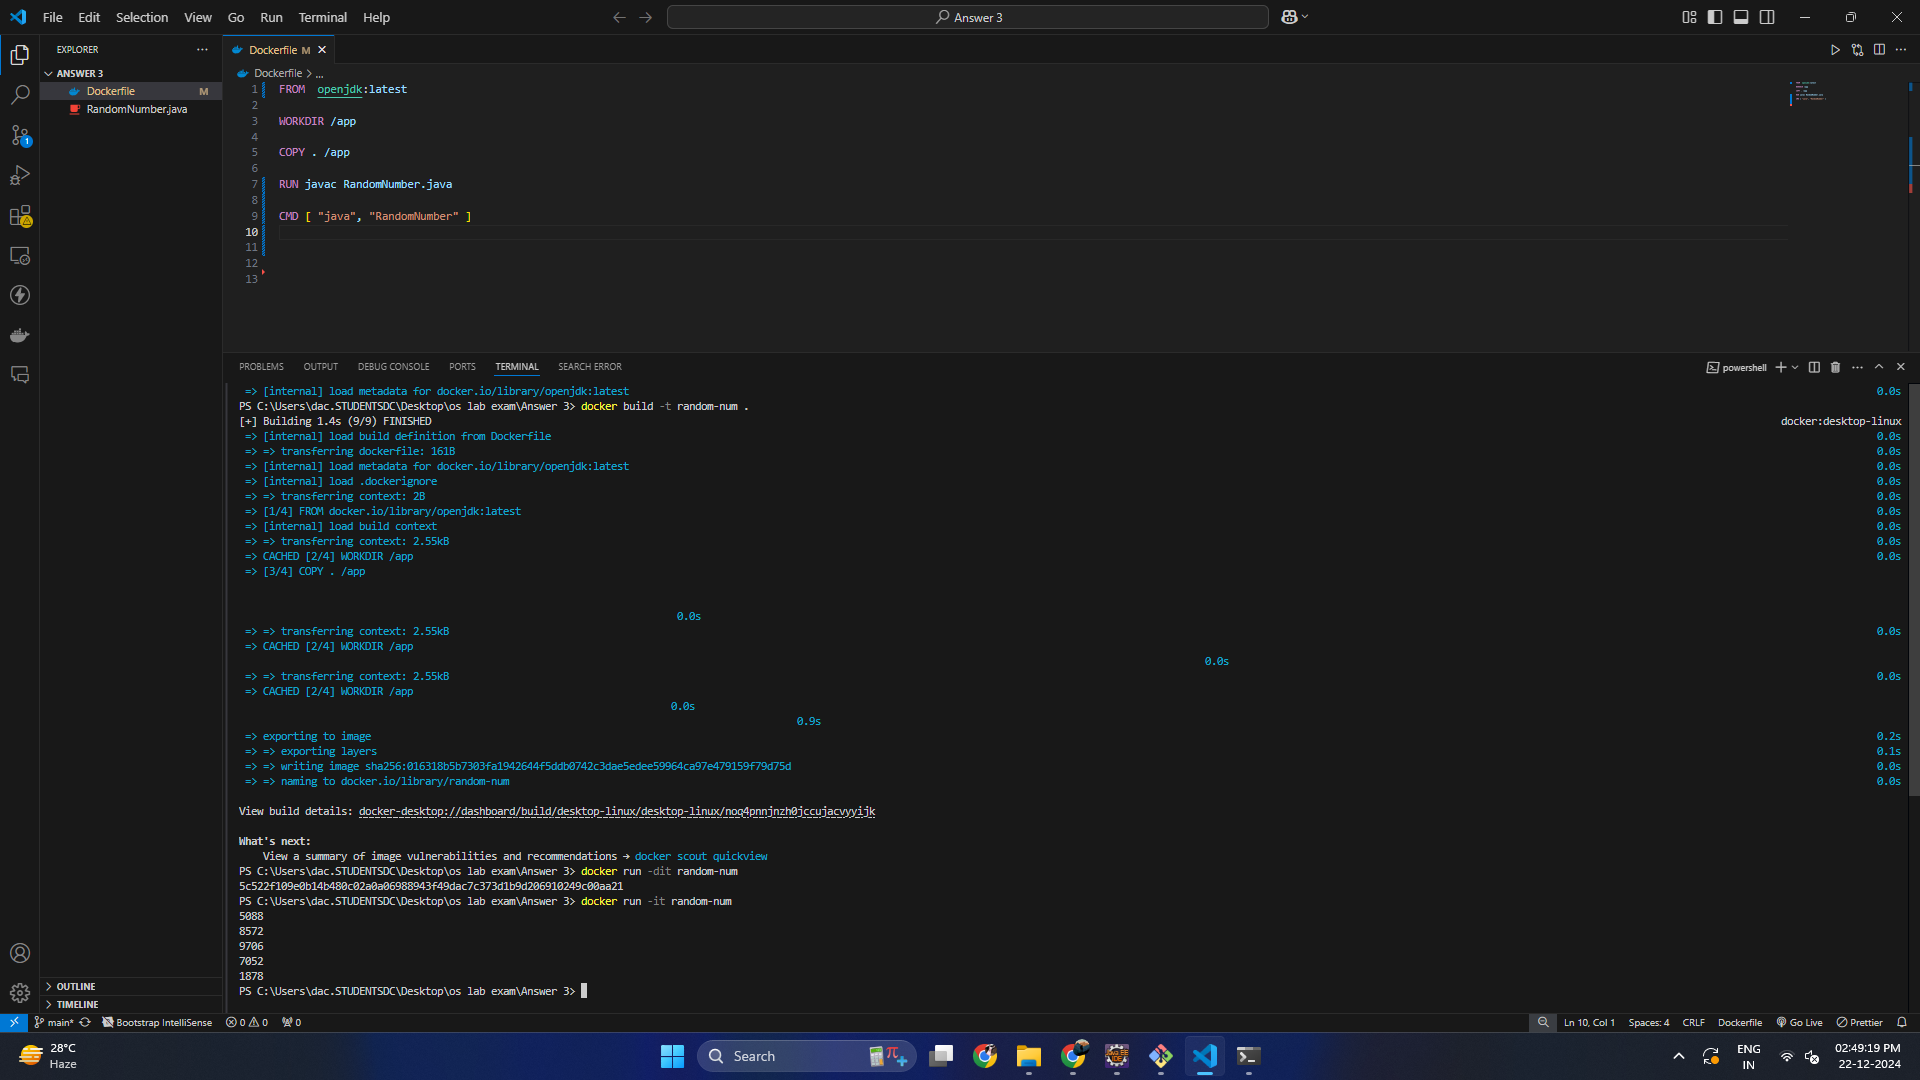 File Edit Selection View Go Run Terminal Help
Answer 3
EXPLORER
ANSWER 3
Dockerfile M
RandomNumber.java
Dockerfile M
Dockerfile > ...
1 FROM  openjdk:latest
2
3 WORKDIR /app
4
5 COPY . /app
6
7 RUN javac RandomNumber.java
8
9 CMD [ "java", "RandomNumber" ]
10
11
12
13
PROBLEMS OUTPUT DEBUG CONSOLE PORTS TERMINAL SEARCH ERROR
powershell
=> [internal] load metadata for docker.io/library/openjdk:latest 0.0s
PS C:\Users\dac.STUDENTSDC\Desktop\os lab exam\Answer 3> docker build -t random-num .
[+] Building 1.4s (9/9) FINISHED docker:desktop-linux
=> [internal] load build definition from Dockerfile 0.0s
=> => transferring dockerfile: 161B 0.0s
=> [internal] load metadata for docker.io/library/openjdk:latest 0.0s
=> [internal] load .dockerignore 0.0s
=> => transferring context: 2B 0.0s
=> [1/4] FROM docker.io/library/openjdk:latest 0.0s
=> [internal] load build context 0.0s
=> => transferring context: 2.55kB 0.0s
=> CACHED [2/4] WORKDIR /app 0.0s
=> [3/4] COPY . /app
0.0s
=> => transferring context: 2.55kB 0.0s
=> CACHED [2/4] WORKDIR /app
0.0s
=> => transferring context: 2.55kB 0.0s
=> CACHED [2/4] WORKDIR /app
0.0s
0.9s
=> exporting to image 0.2s
=> => exporting layers 0.1s
=> => writing image sha256:016318b5b7303fa1942644f5ddb0742c3dae5edee59964ca97e479159f79d75d 0.0s
=> => naming to docker.io/library/random-num 0.0s
View build details: docker-desktop://dashboard/build/desktop-linux/desktop-linux/noq4pnnjnzh0jccujacvyyijk
What's next:
View a summary of image vulnerabilities and recommendations → docker scout quickview
PS C:\Users\dac.STUDENTSDC\Desktop\os lab exam\Answer 3> docker run -dit random-num
5c522f109e0b14b480c02a0a06988943f49dac7c373d1b9d206910249c00aa21
PS C:\Users\dac.STUDENTSDC\Desktop\os lab exam\Answer 3> docker run -it random-num
5088
8572
9706
7052
1878
PS C:\Users\dac.STUDENTSDC\Desktop\os lab exam\Answer 3>
OUTLINE
TIMELINE
main* Bootstrap IntelliSense 0 0 0 Ln 10, Col 1 Spaces: 4 CRLF Dockerfile Go Live Prettier
28°C
Haze
Search
ENG
IN
02:49:19 PM
22-12-2024